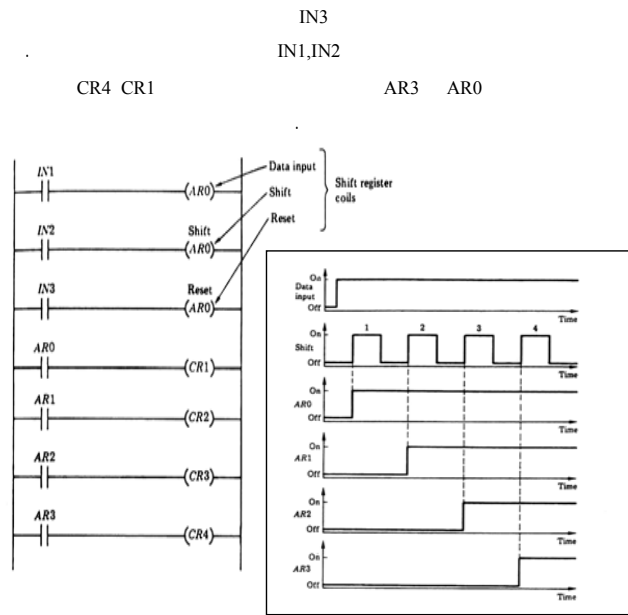 IN3
. IN1,IN2
CR4 CR1 AR3 AR0
.
IN1
(AR0)
Data input
Shift
Reset
Shift register
coils
IN2
Shift
(AR0)
IN3
Reset
(AR0)
AR0
(CR1)
AR1
(CR2)
AR2
(CR3)
AR3
(CR4)
On
Data
input
Off
Time
On
1 2 3 4
Shift
Off
Time
On
AR0
Off
Time
On
AR1
Off
Time
On
AR2
Off
Time
On
AR3
Off
Time